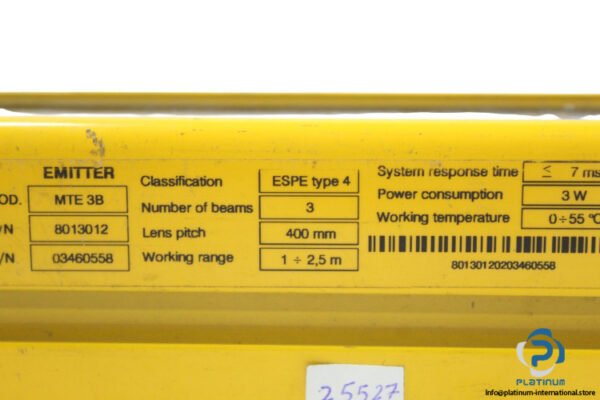 EMITTER
OD. MTE 3B
/N 8013012
/N 03460558
Classification ESPE type 4
Number of beams 3
Lens pitch 400 mm
Working range 1 ÷ 2,5 m
System response time ≤ 7 ms
Power consumption 3 W
Working temperature 0÷55 °C
80130120203460558
25527
PLATINUM
info@platinum-international.store